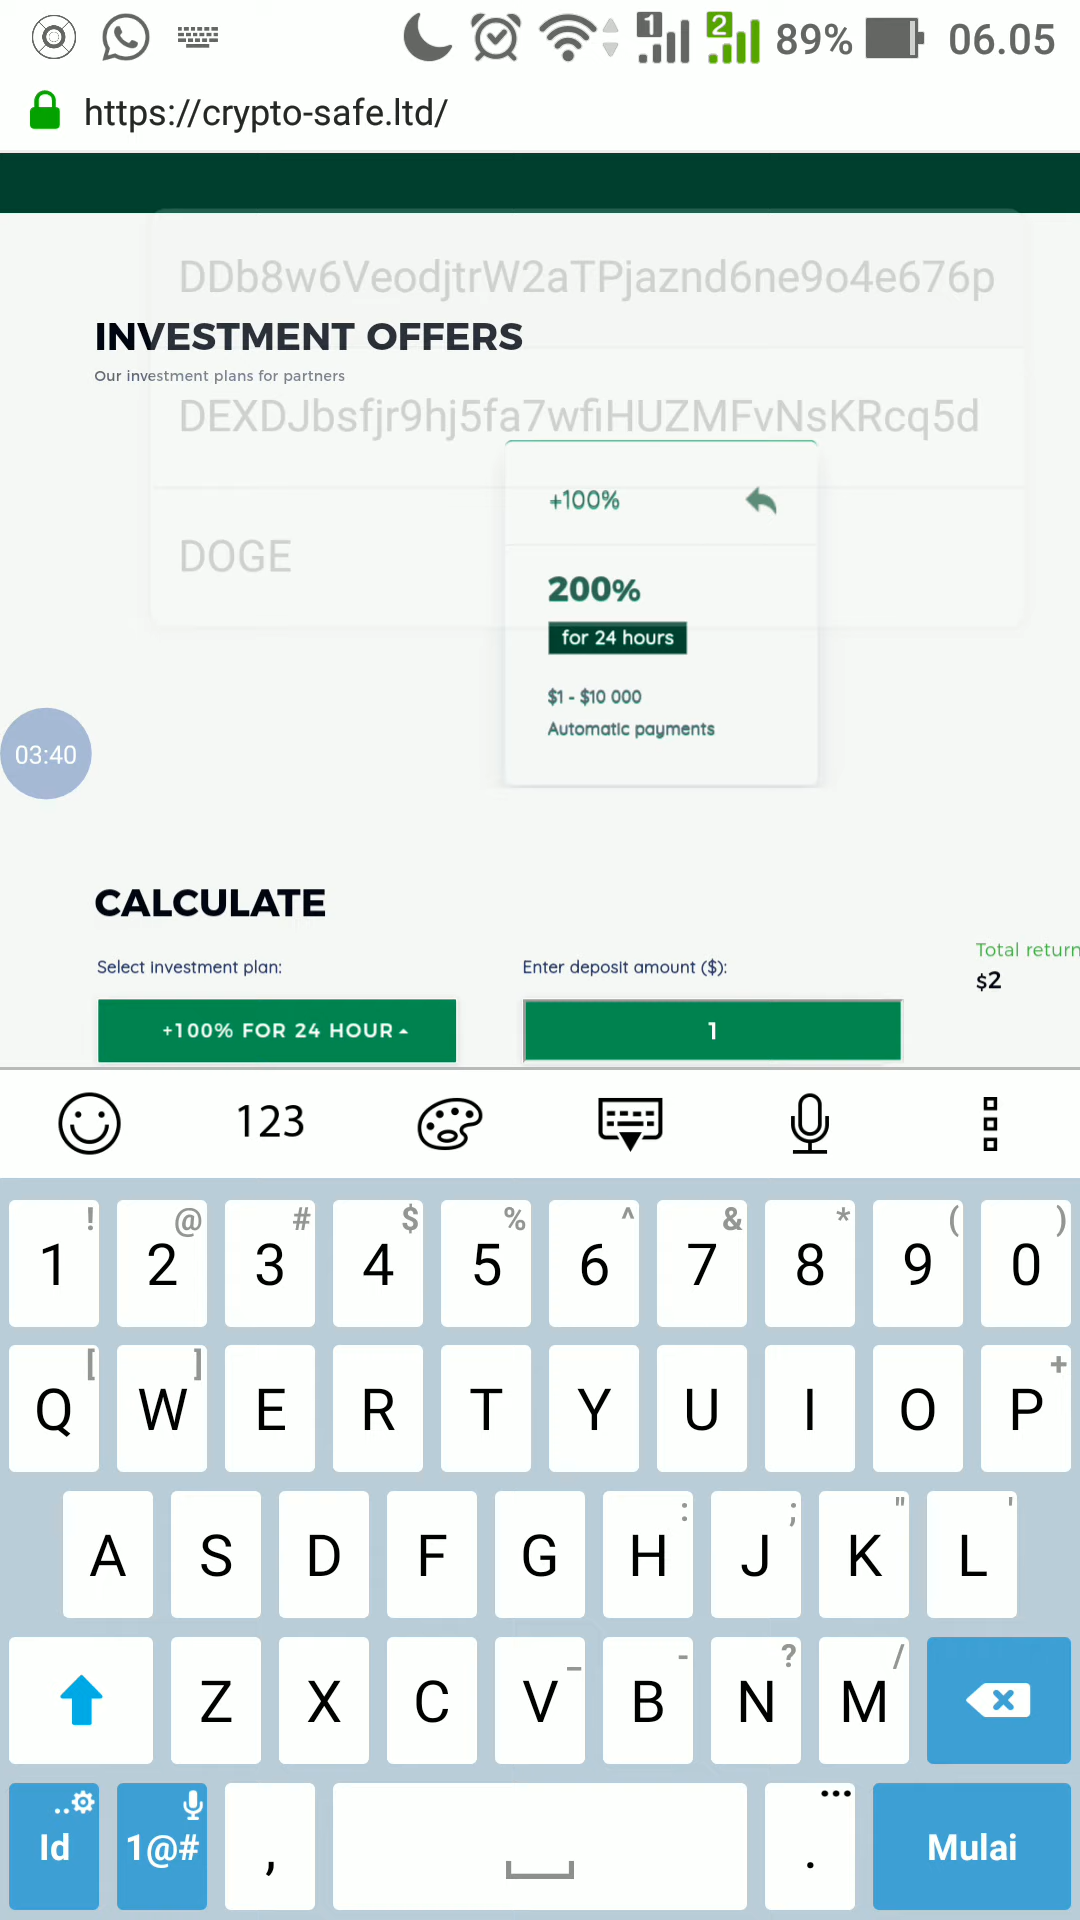 89% 06.05
https://crypto-safe.ltd/
DDb8w6VeodjtrW2aTPjaznd6ne9o4e676p
INVESTMENT OFFERS
Our investment plans for partners
DEXDJbsfjr9hj5fa7wfiHUZMFvNsKRcq5d
+100%
DOGE
200%
for 24 hours
$1 - $10 000
Automatic payments
03:40
CALCULATE
Total return
Select investment plan:
Enter deposit amount ($):
$2
+100% FOR 24 HOUR
1
123
! @ # $ % ^ & * ( )
1 2 3 4 5 6 7 8 9 0
[ ] +
Q W E R T Y U I O P
: ; " '
A S D F G H J K L
_ - ? /
Z X C V B N M
Id 1@# , . Mulai